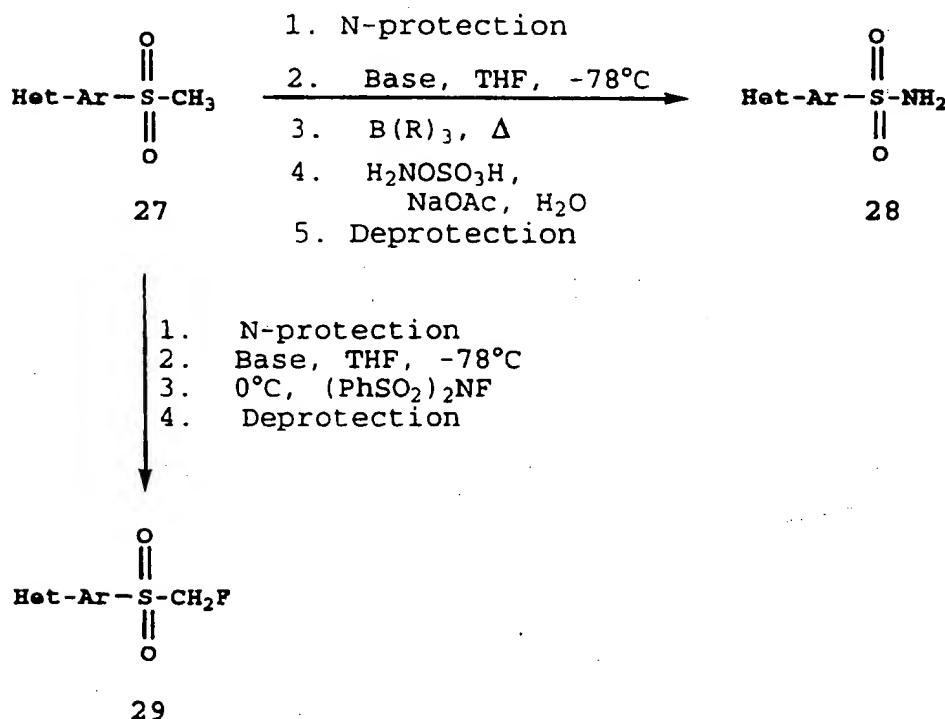 1. N-protection
2. Base, THF, -78°C
3. B(R)3, Δ
4. H2NOSO3H,
NaOAc, H2O
5. Deprotection
O
Het-Ar-S-CH3
O
27
O
Het-Ar-S-NH2
O
28
1. N-protection
2. Base, THF, -78°C
3. 0°C, (PhSO2)2NF
4. Deprotection
O
Het-Ar-S-CH2F
O
29